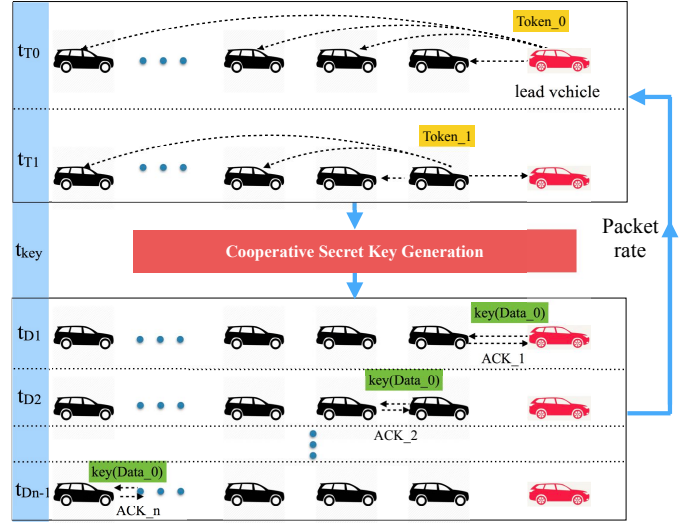 Token_0
tT0
lead vchicle
Token_1
tT1
tkey
Cooperative Secret Key Generation
Packet
rate
key(Data_0)
tD1
ACK_1
key(Data_0)
tD2
ACK_2
key(Data_0)
tDn-1
ACK_n